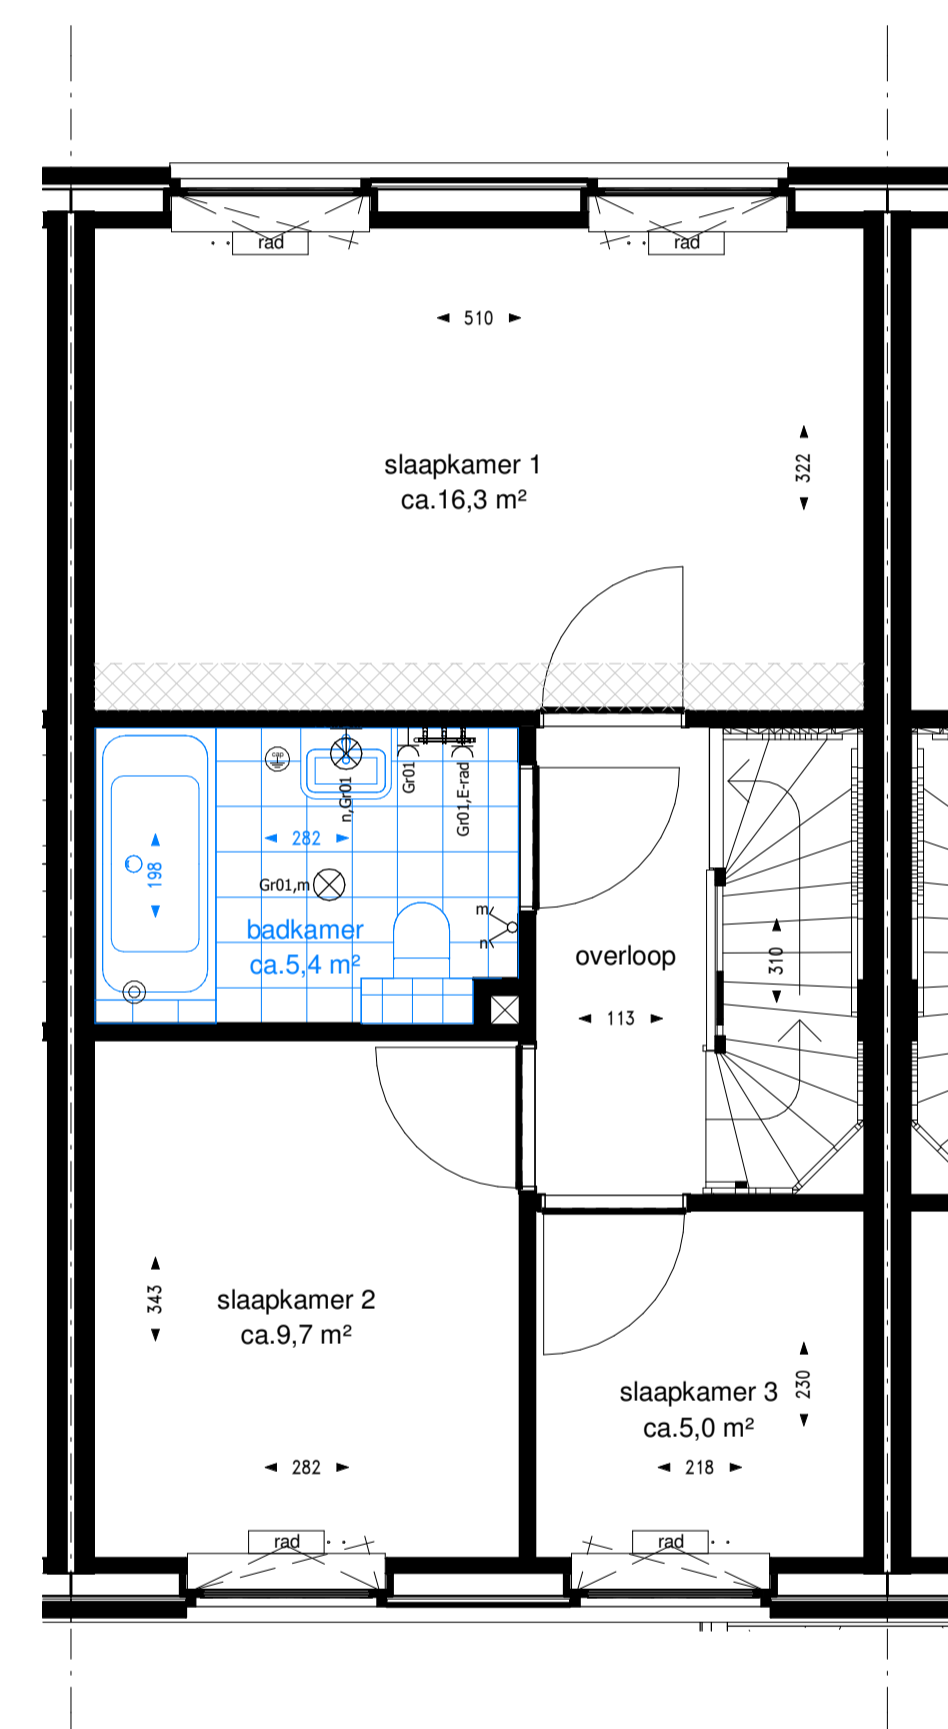 rad
rad
510
322
slaapkamer 1
ca.16,3 m²
cap
n,Gr01
Gr01
Gr01,E-rad
282
198
Gr01,m
badkamer
ca.5,4 m²
m
n
overloop
310
113
343
slaapkamer 2
ca.9,7 m²
282
slaapkamer 3
ca.5,0 m²
230
218
rad
rad